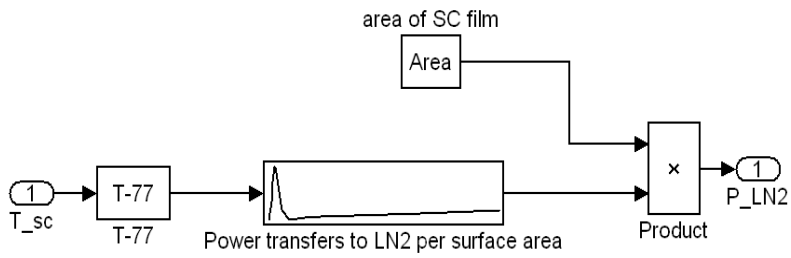 area of SC film
Area
1
T_sc
T-77
T-77
Power transfers to LN2 per surface area
×
Product
1
P_LN2